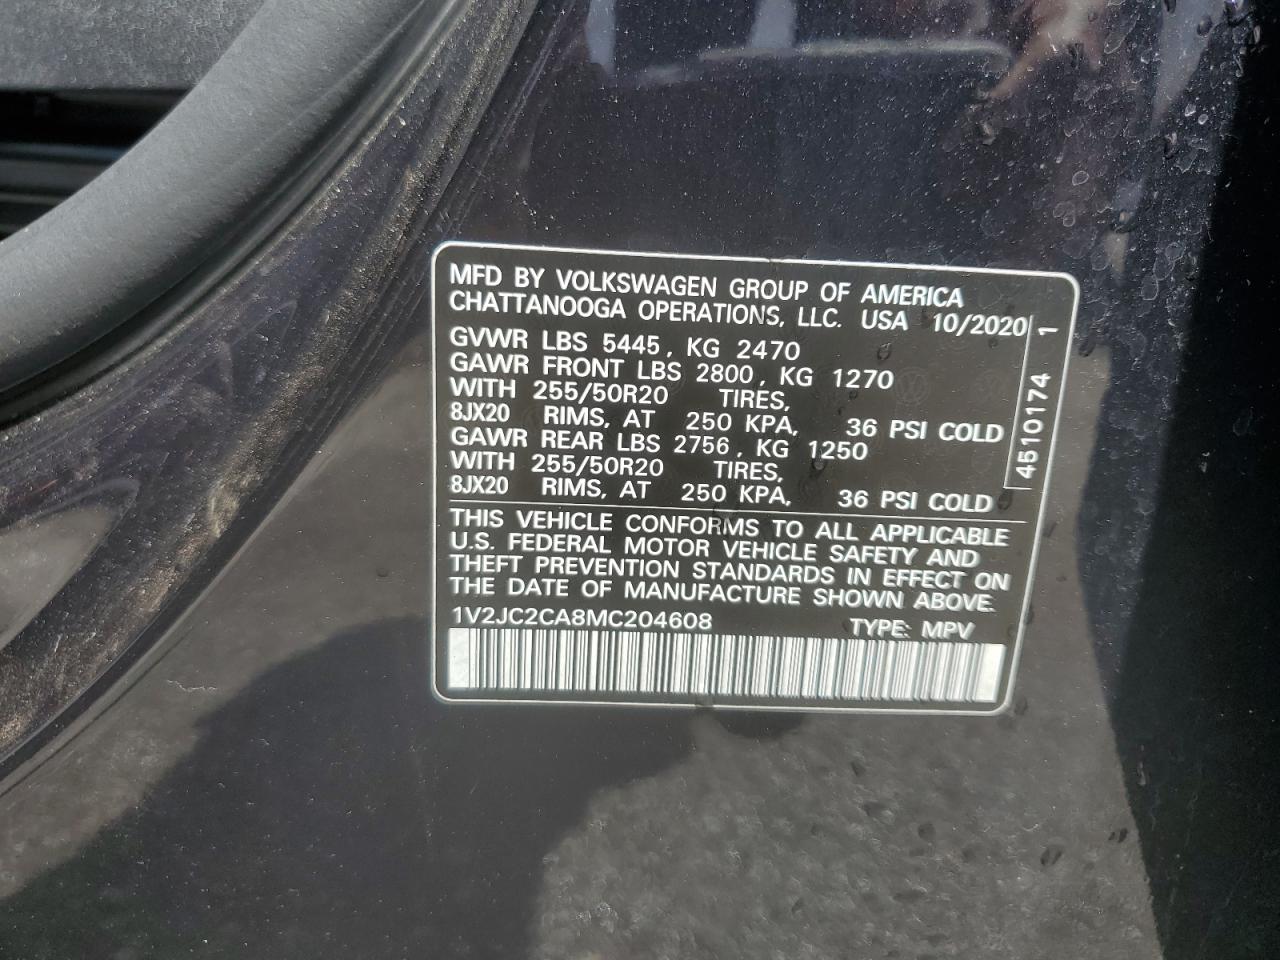 MFD BY VOLKSWAGEN GROUP OF AMERICA
CHATTANOOGA OPERATIONS, LLC. USA 10/2020
GVWR LBS 5445, KG 2470
GAWR FRONT LBS 2800, KG 1270
WITH 255/50R20 TIRES,
8JX20 RIMS, AT 250 KPA, 36 PSI COLD
GAWR REAR LBS 2756, KG 1250
WITH 255/50R20 TIRES,
8JX20 RIMS, AT 250 KPA, 36 PSI COLD
4510174 1
THIS VEHICLE CONFORMS TO ALL APPLICABLE
U.S. FEDERAL MOTOR VEHICLE SAFETY AND
THEFT PREVENTION STANDARDS IN EFFECT ON
THE DATE OF MANUFACTURE SHOWN ABOVE.
1V2JC2CA8MC204608 TYPE: MPV